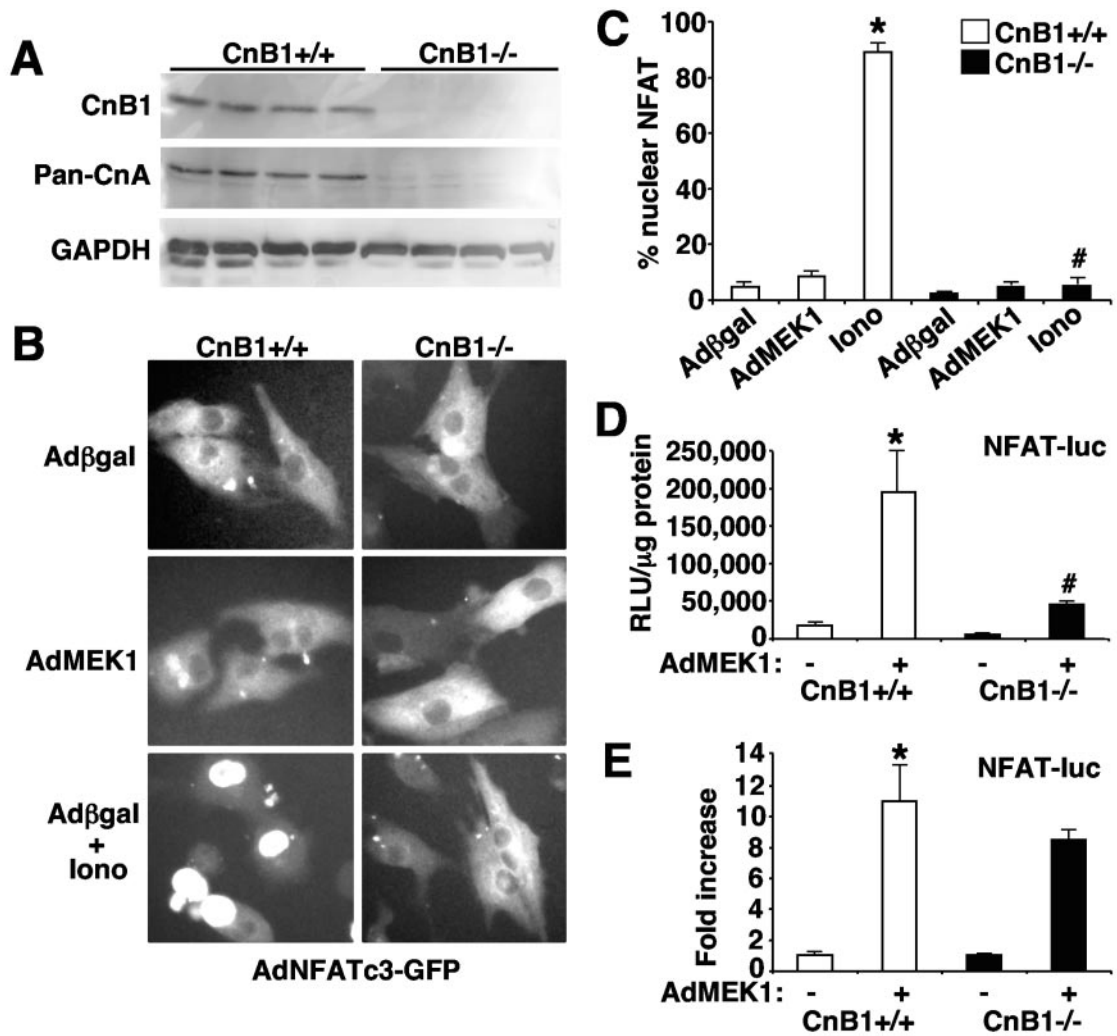 A
CnB1+/+ CnB1-/-
CnB1
Pan-CnA
GAPDH
B
CnB1+/+ CnB1-/-
Adβgal
AdMEK1
Adβgal
+
Iono
AdNFATc3-GFP
C
CnB1+/+
CnB1-/-
% nuclear NFAT
100
80
60
40
20
0
*
#
Adβgal AdMEK1 Iono Adβgal AdMEK1 Iono
D
NFAT-luc
RLU/μg protein
250,000
200,000
150,000
100,000
50,000
0
*
#
AdMEK1: - + - +
CnB1+/+ CnB1-/-
E
NFAT-luc
Fold increase
14
12
10
8
6
4
2
0
*
AdMEK1: - + - +
CnB1+/+ CnB1-/-